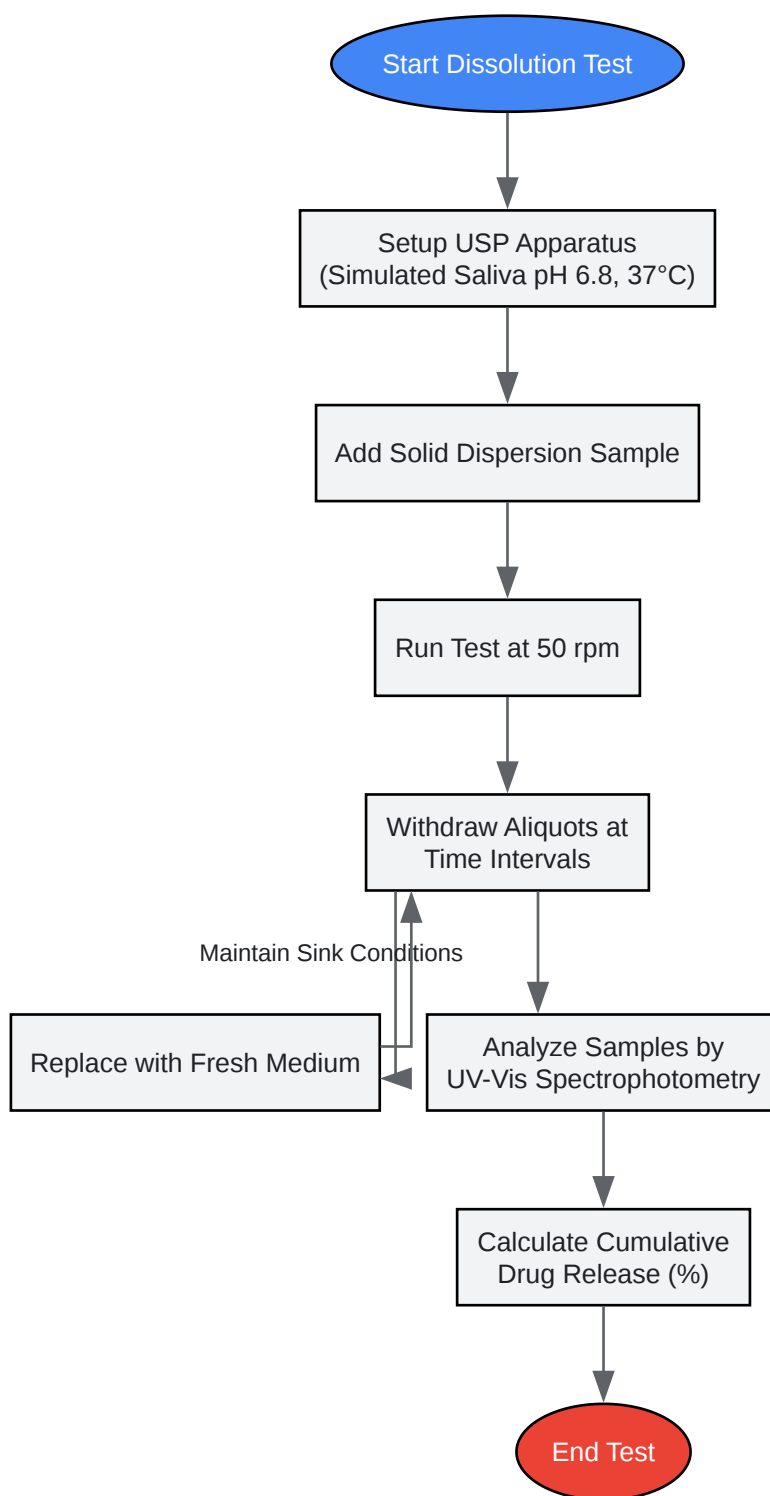 Start Dissolution Test
Setup USP Apparatus
(Simulated Saliva pH 6.8, 37°C)
Add Solid Dispersion Sample
Run Test at 50 rpm
Withdraw Aliquots at
Time Intervals
Maintain Sink Conditions
Replace with Fresh Medium
Analyze Samples by
UV-Vis Spectrophotometry
Calculate Cumulative
Drug Release (%)
End Test